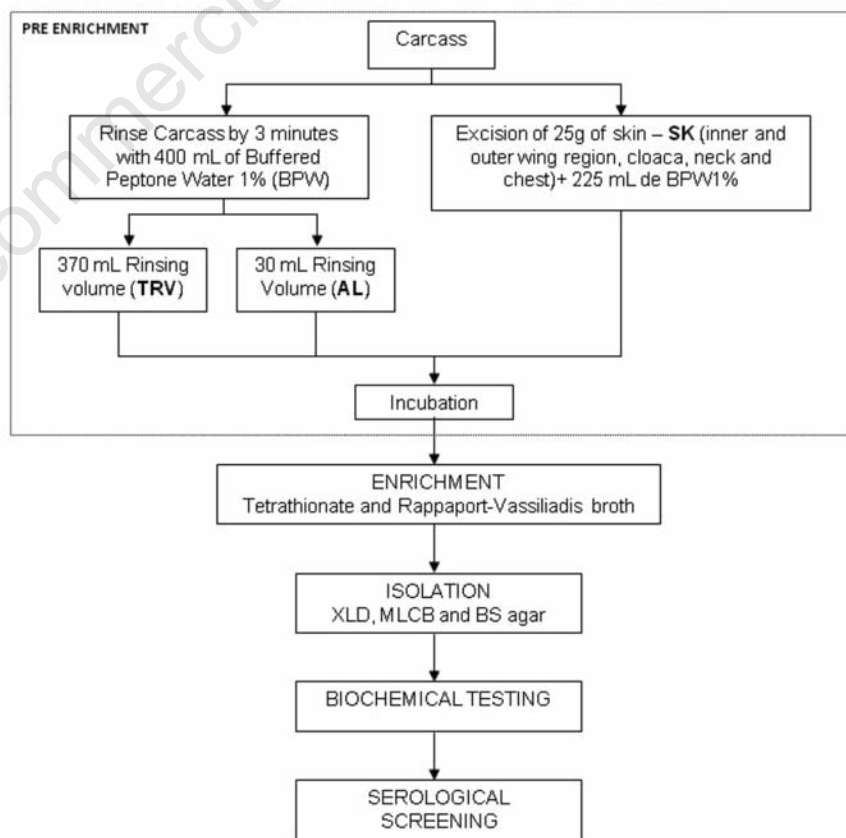 PRE ENRICHMENT
Carcass
Rinse Carcass by 3 minutes
with 400 mL of Buffered
Peptone Water 1% (BPW)
Excision of 25g of skin – SK (inner and
outer wing region, cloaca, neck and
chest)+ 225 mL de BPW1%
370 mL Rinsing
volume (TRV)
30 mL Rinsing
Volume (AL)
Incubation
ENRICHMENT
Tetrathionate and Rappaport-Vassiliadis broth
ISOLATION
XLD, MLCB and BS agar
BIOCHEMICAL TESTING
SEROLOGICAL
SCREENING